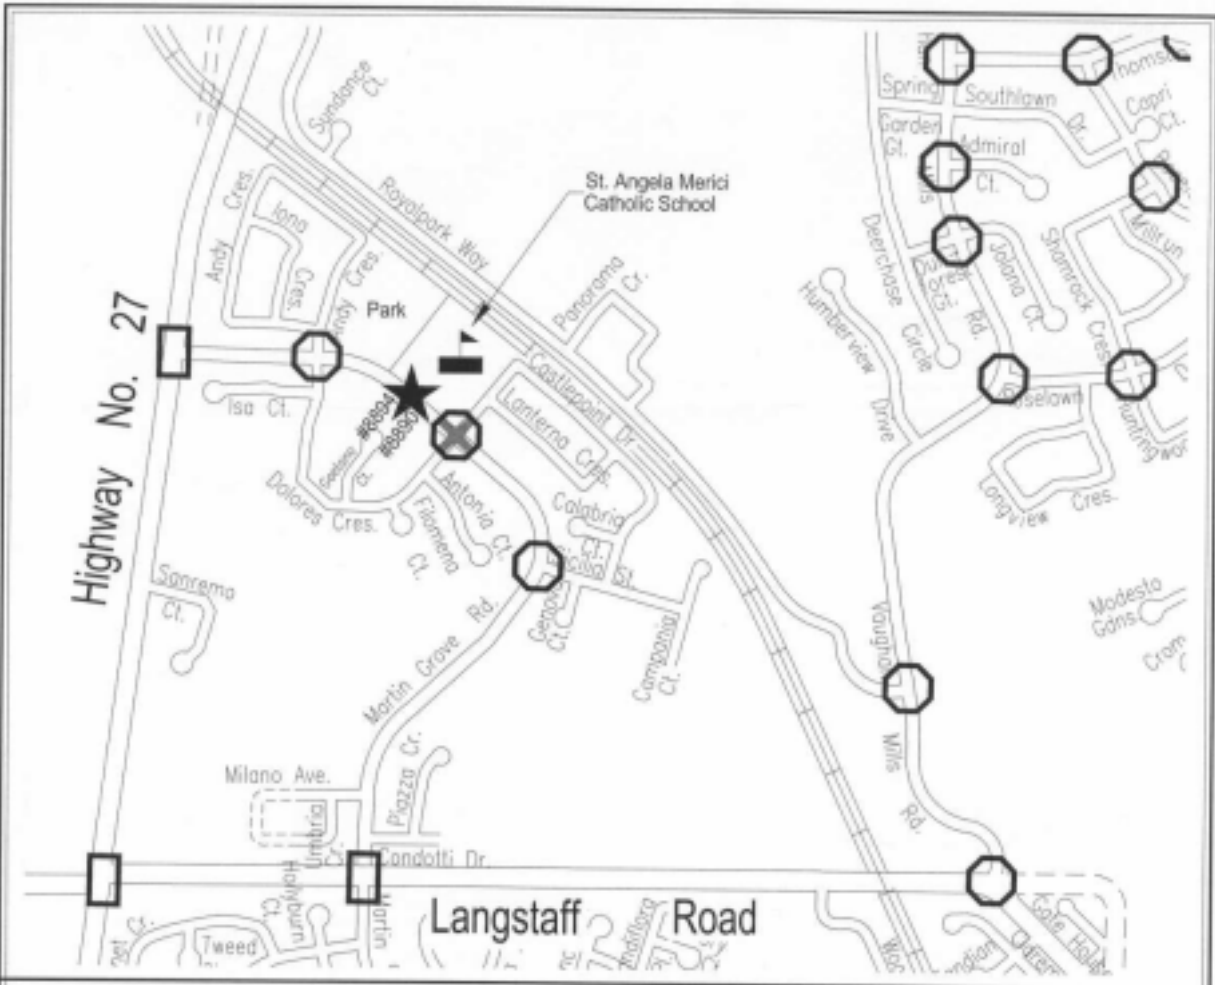 Sundance
Ct.
Royalpark Way
St. Angela Merici
Catholic School
Spring
Garden
Gt.
Southlawn
Dr.
Capri
Ct.
Admiral
Ct.
Andy
Cres.
Iona
Cres.
Andy
Cres.
Park
Panorama
Cr.
Deerchase
Circle
Jolana
Ct.
Rd.
Shamrock
Cres.
Millrun
Humberview
Drive
Highway No. 27
Castlepoint Dr.
Lanterna Cres.
Isa Ct.
#8894
#8890
Roselawn
Longview Cres.
Dolores Cres.
Ct.
Antonia
Ct.
Filomena
Ct.
Calabria
Ct.
Sicilia St.
Genova
Ct.
Campania
Ct.
Sanremo
Ct.
Martin Grove Rd.
Vaughan
Mills
Rd.
Modesto
Gdns.
Milano Ave.
Umbria
Piazza Cr.
Condotti Dr.
Langstaff Road
Hollyburn
Ct.
Martin
Tweed